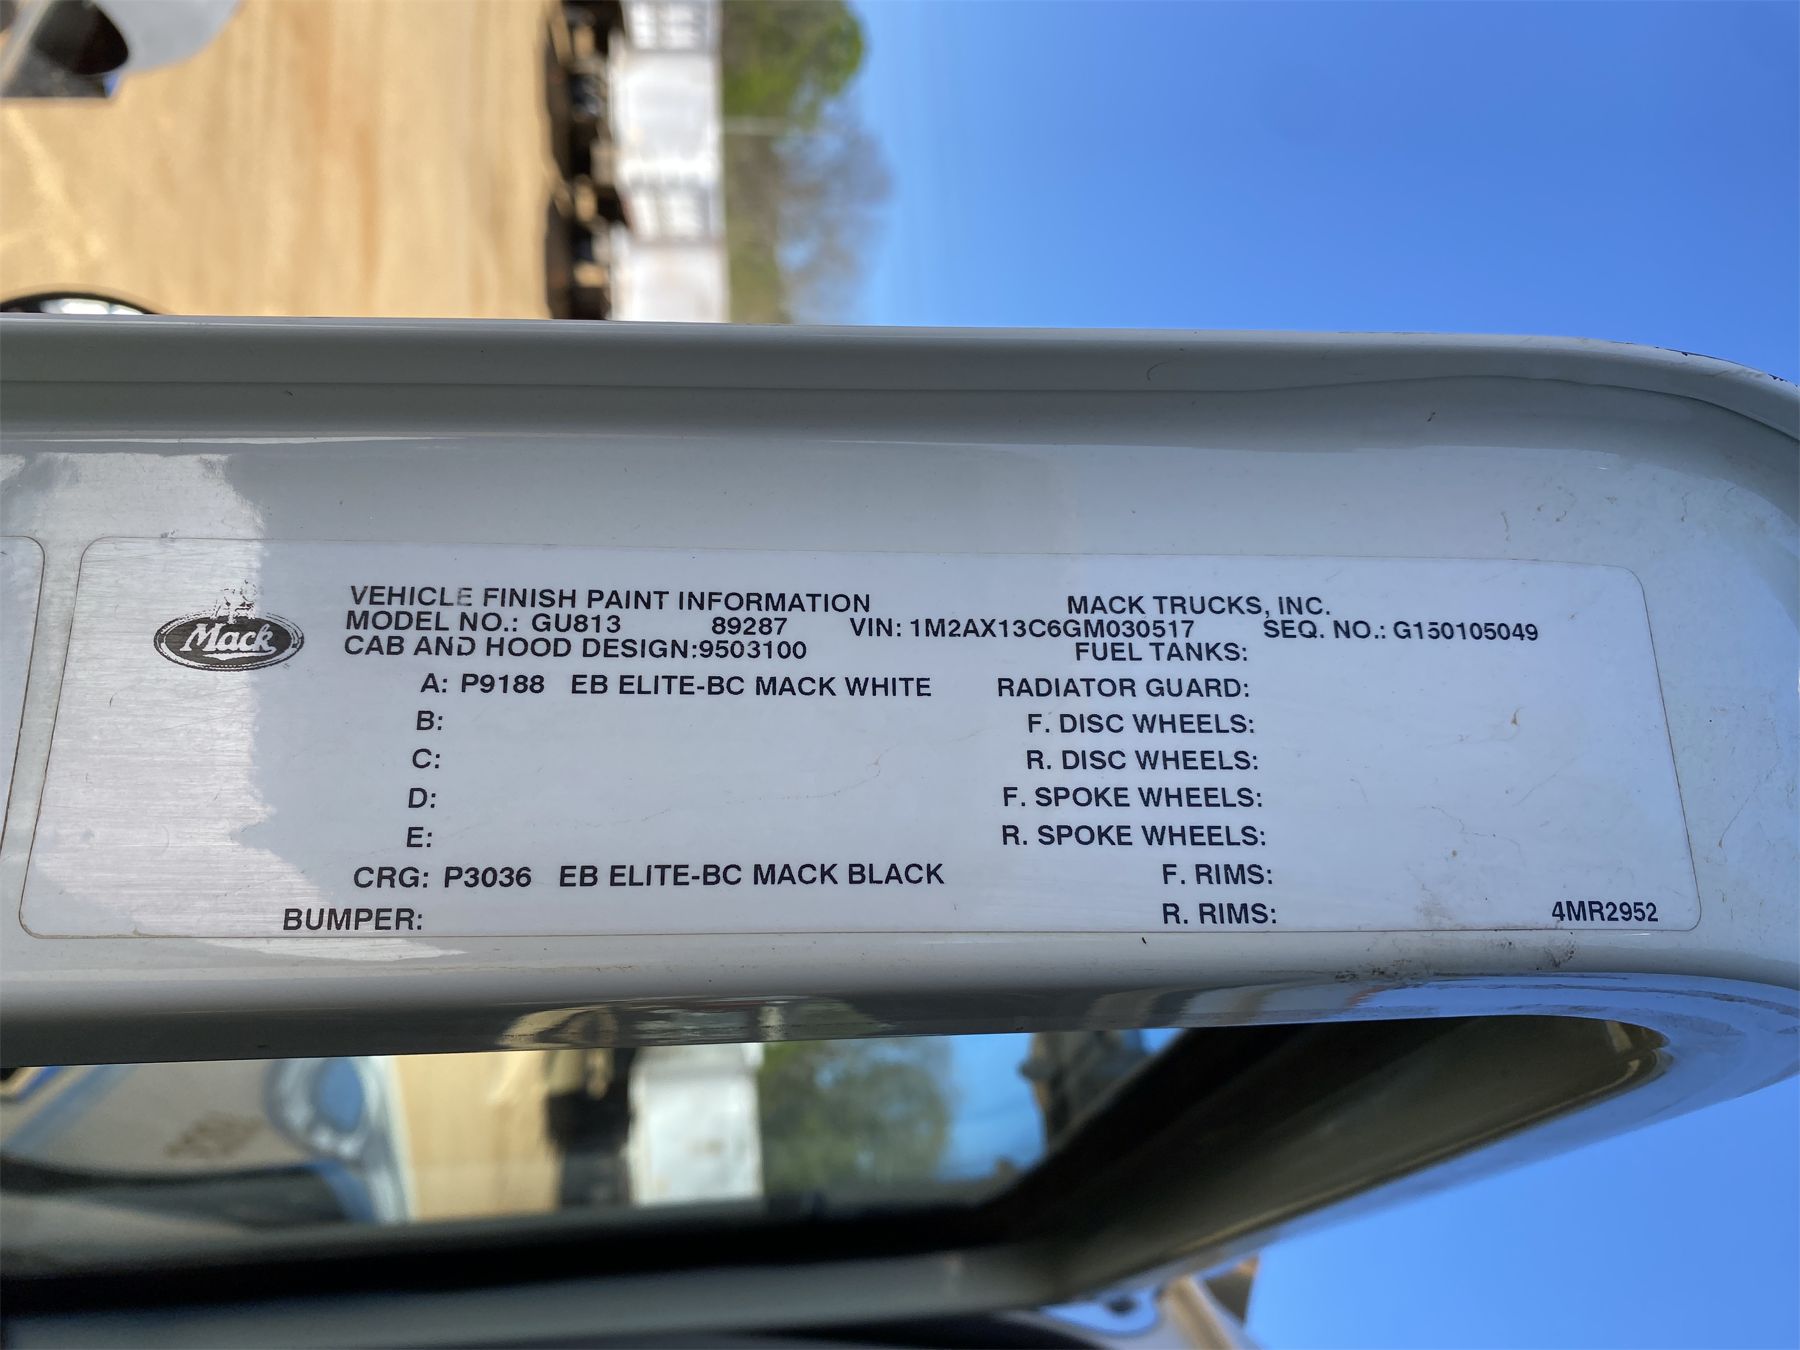 Mack
VEHICLE FINISH PAINT INFORMATION MACK TRUCKS, INC.
MODEL NO.: GU813 89287 VIN: 1M2AX13C6GM030517 SEQ. NO.: G150105049
CAB AND HOOD DESIGN:9503100 FUEL TANKS:
A: P9188 EB ELITE-BC MACK WHITE RADIATOR GUARD:
B: F. DISC WHEELS:
C: R. DISC WHEELS:
D: F. SPOKE WHEELS:
E: R. SPOKE WHEELS:
CRG: P3036 EB ELITE-BC MACK BLACK F. RIMS:
BUMPER: R. RIMS: 4MR2952